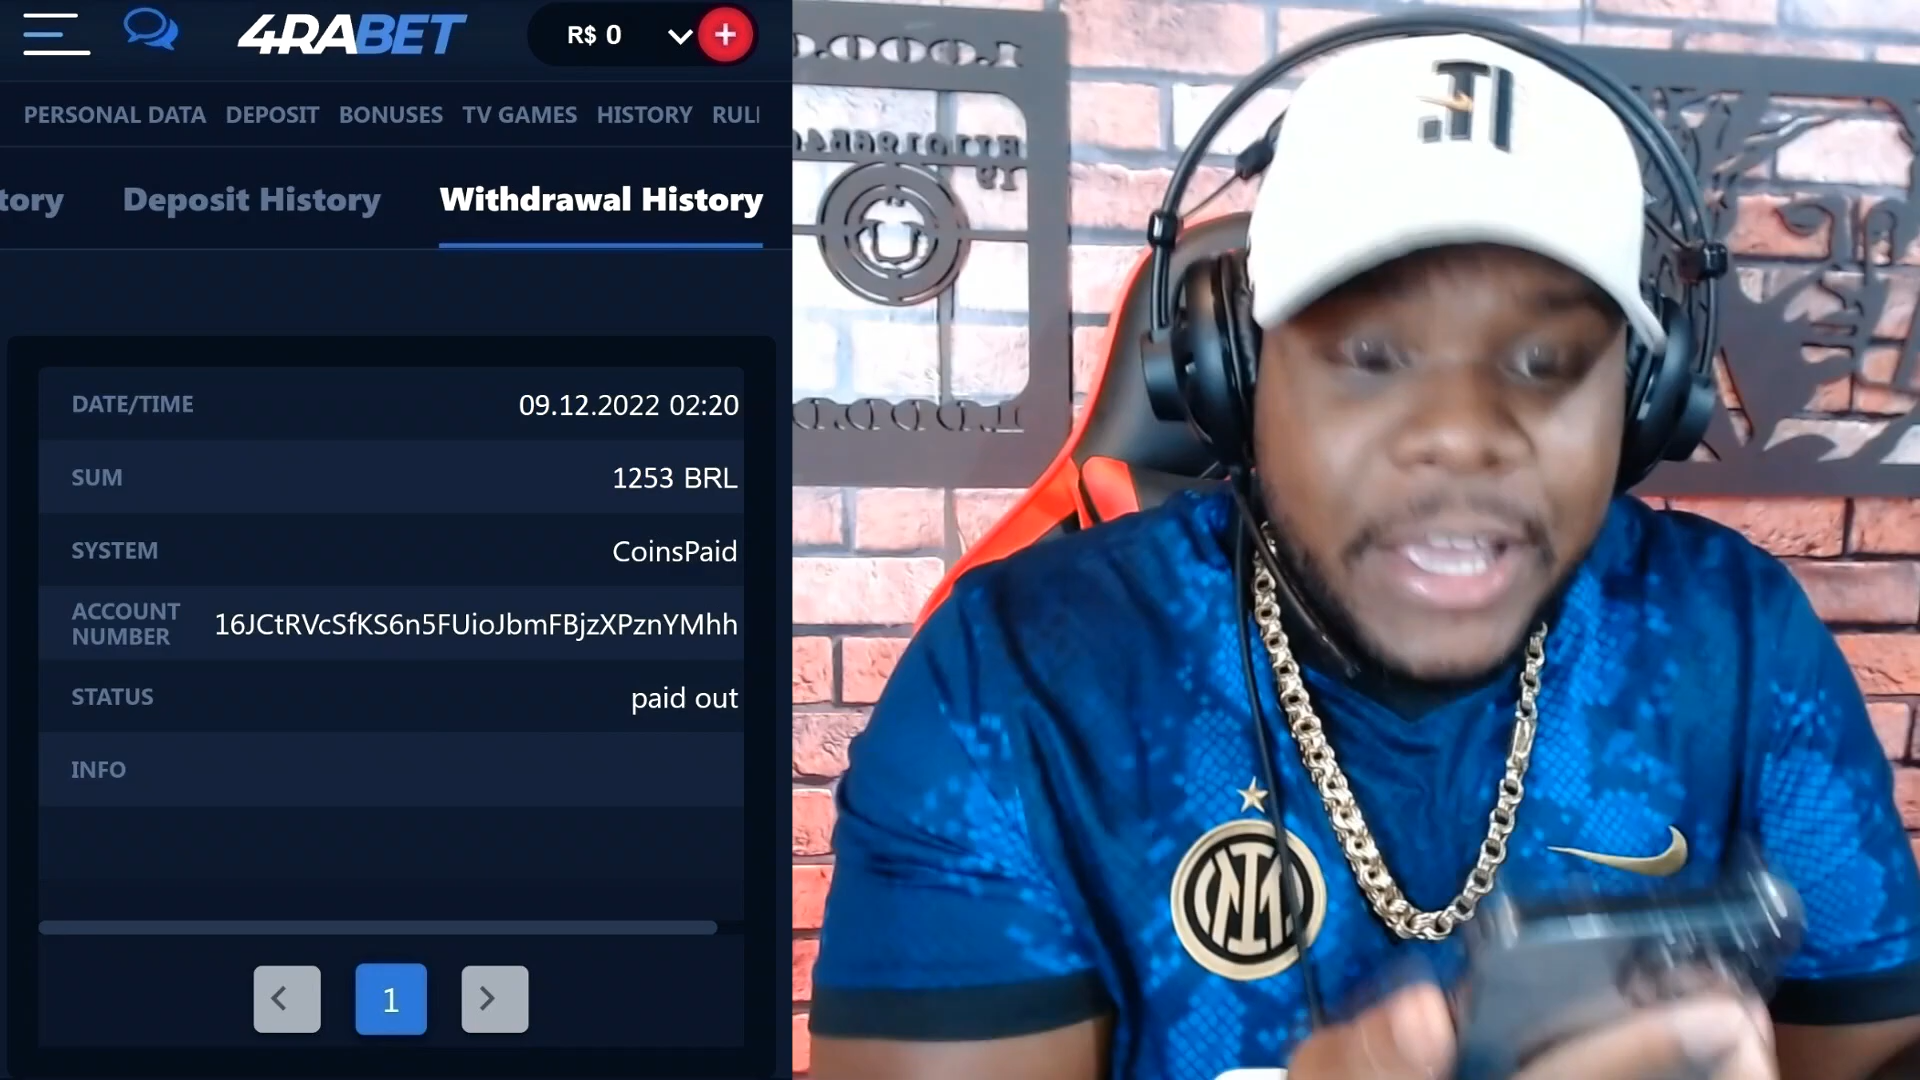 4RABET
R$ 0
PERSONAL DATA DEPOSIT BONUSES TV GAMES HISTORY RULI
tory Deposit History Withdrawal History
DATE/TIME 09.12.2022 02:20
SUM 1253 BRL
SYSTEM CoinsPaid
ACCOUNT NUMBER 16JCtRVcSfKS6n5FUioJbmFBjzXPznYMhh
STATUS paid out
INFO
1